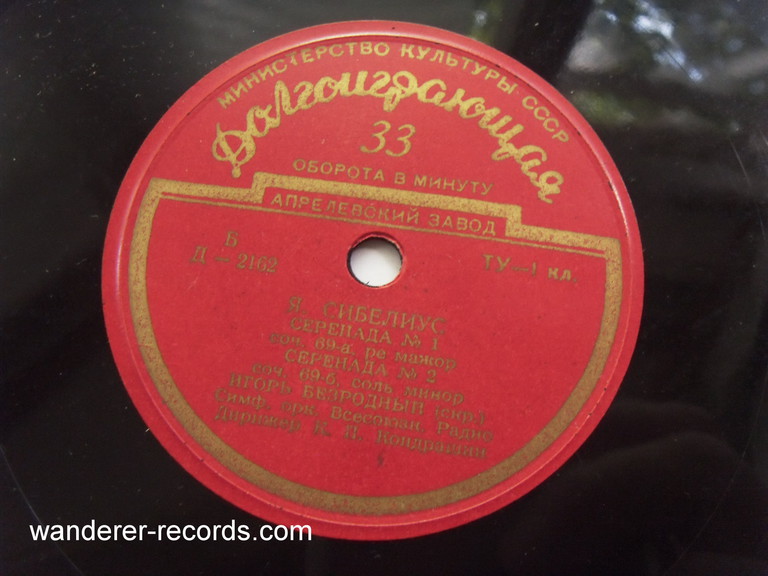 МИНИСТЕРСТВО КУЛЬТУРЫ СССР
Долгоиграющая
33
ОБОРОТА В МИНУТУ
АПРЕЛЕВСКИЙ ЗАВОД
Б
Д — 2162
ТУ—1 кл.
Я. СИБЕЛИУС
СЕРЕНАДА № 1
соч. 69-а, ре мажор
СЕРЕНАДА № 2
соч. 69-б, соль минор
ИГОРЬ БЕЗРОДНЫЙ (скр.)
Симф. орк. Всесоюзн. Радио
Дирижер К. П. Кондрашин
wanderer-records.com